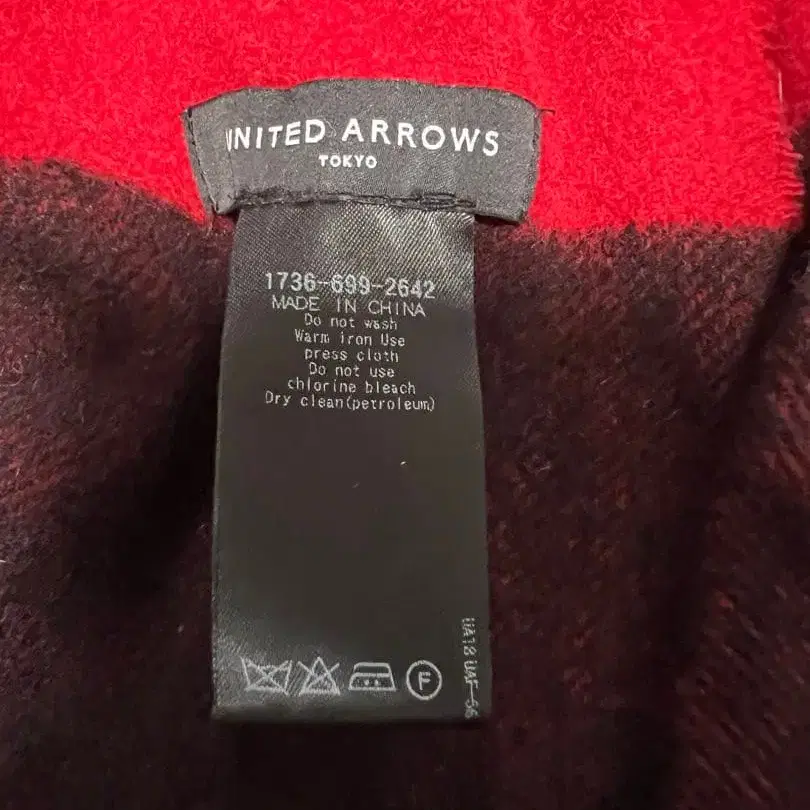 UNITED ARROWS
TOKYO
1736-699-2642
MADE IN CHINA
Do not wash
Warm iron Use
press cloth
Do not use
chlorine bleach
Dry clean(petroleum)
F
UA18 UAF-66